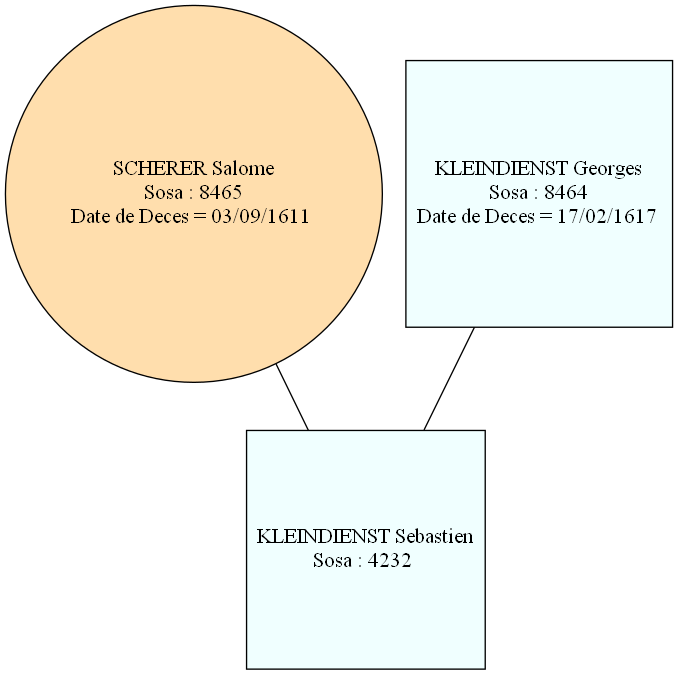 SCHERER Salome
Sosa : 8465
Date de Deces = 03/09/1611
KLEINDIENST Georges
Sosa : 8464
Date de Deces = 17/02/1617
KLEINDIENST Sebastien
Sosa : 4232